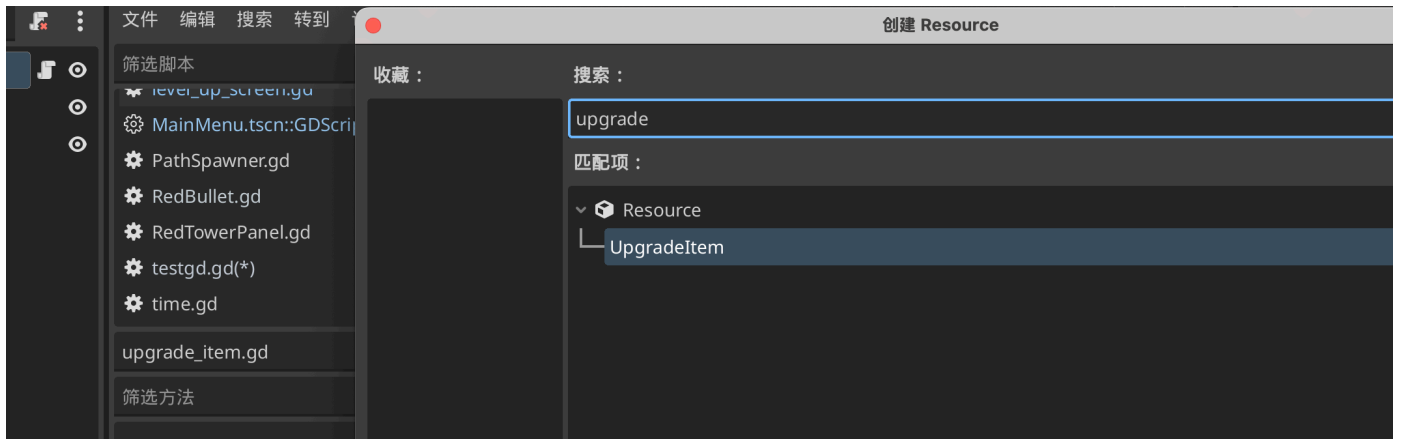 文件 编辑 搜索 转到
筛选脚本
level_up_screen.gd
MainMenu.tscn::GDScri
PathSpawner.gd
RedBullet.gd
RedTowerPanel.gd
testgd.gd(*)
time.gd
upgrade_item.gd
筛选方法
创建 Resource
收藏：
搜索：
upgrade
匹配项：
Resource
UpgradeItem